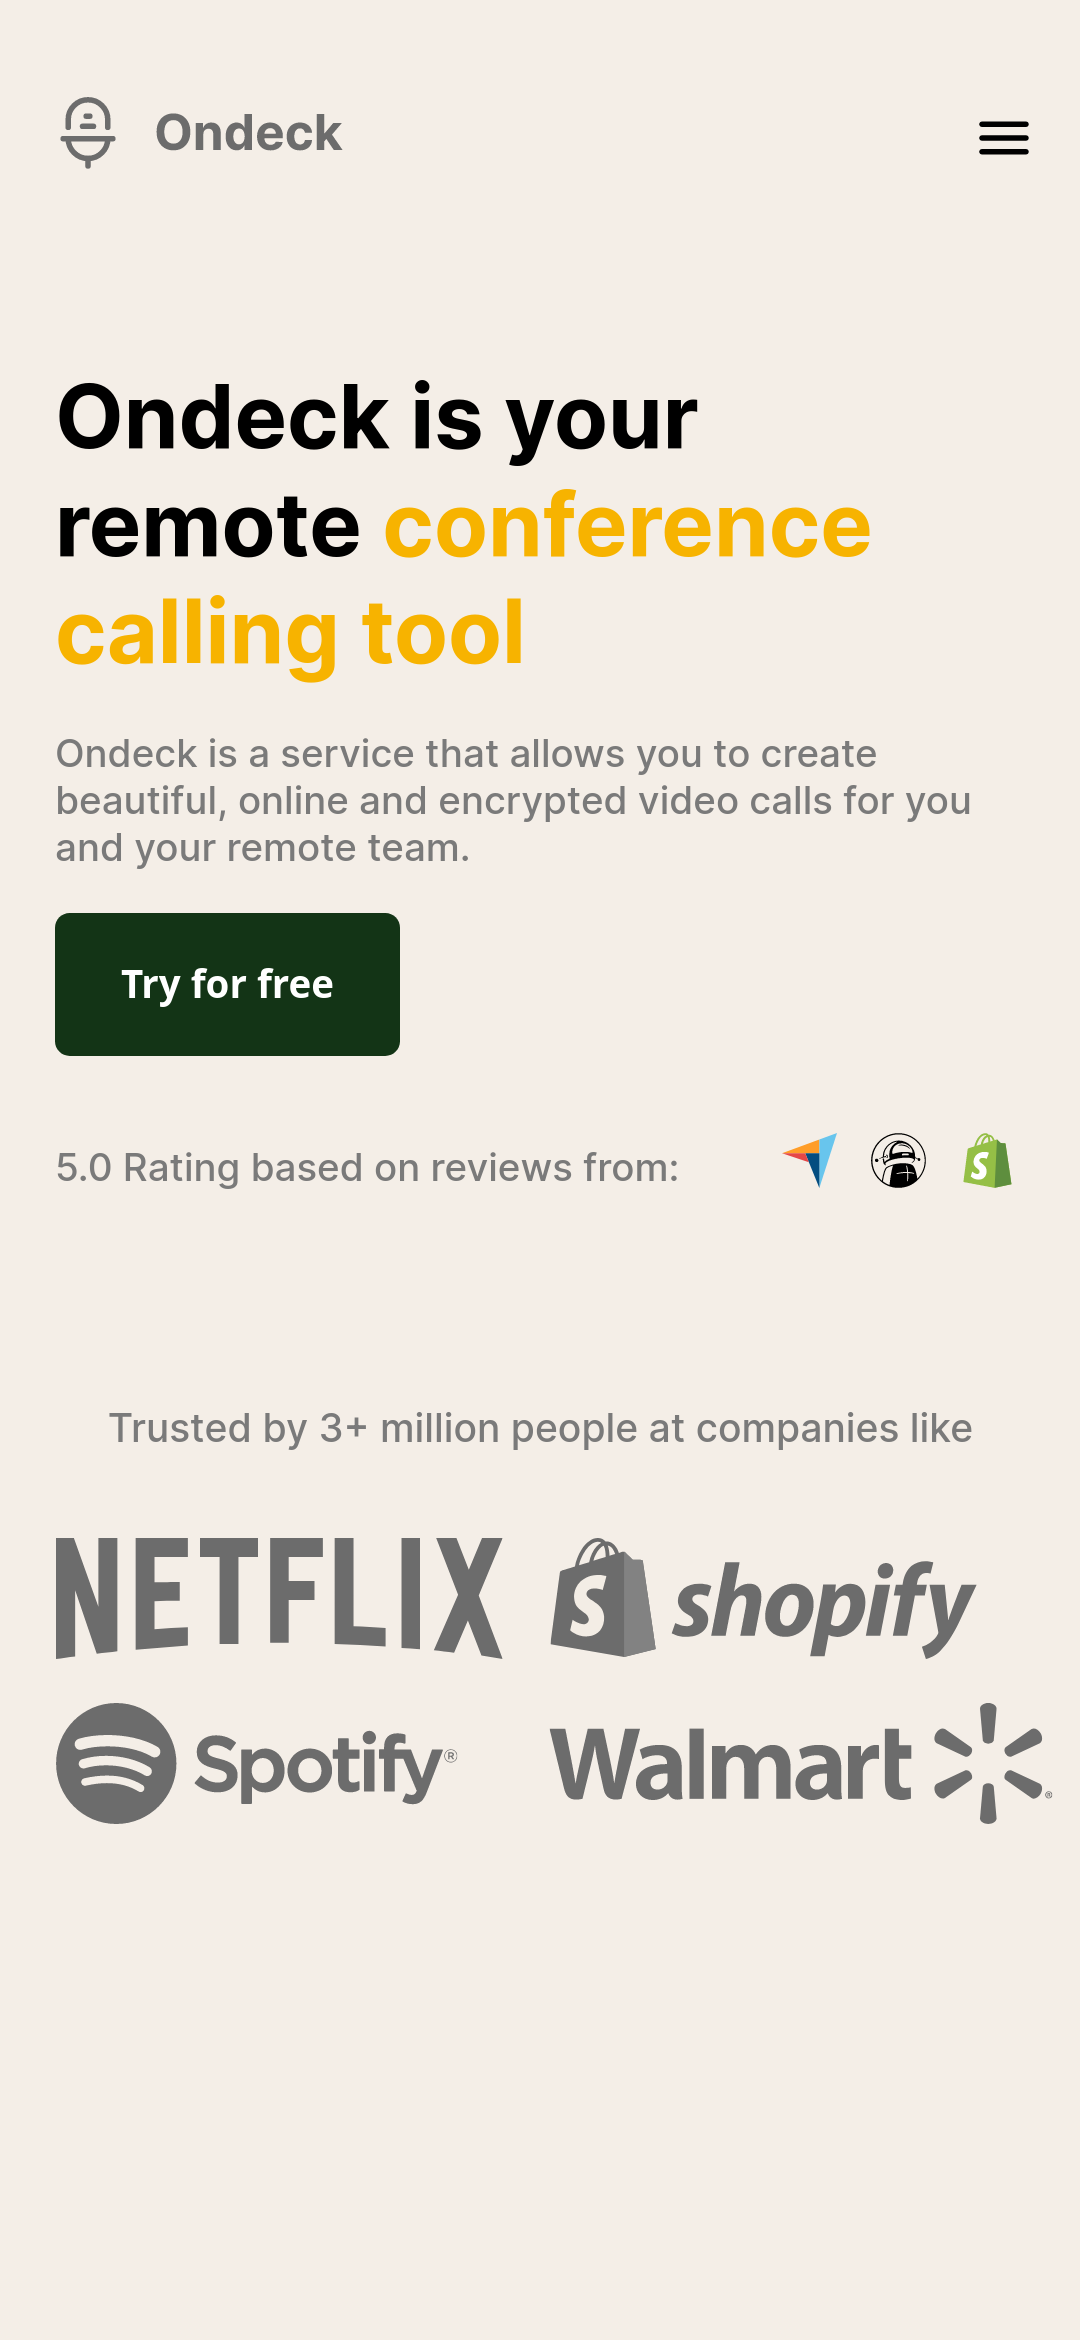 Ondeck
Ondeck is your
remote conference
calling tool
Ondeck is a service that allows you to create
beautiful, online and encrypted video calls for you
and your remote team.
Try for free
5.0 Rating based on reviews from:
S
Trusted by 3+ million people at companies like
NETFLIX
S shopify
Spotify®
Walmart ®